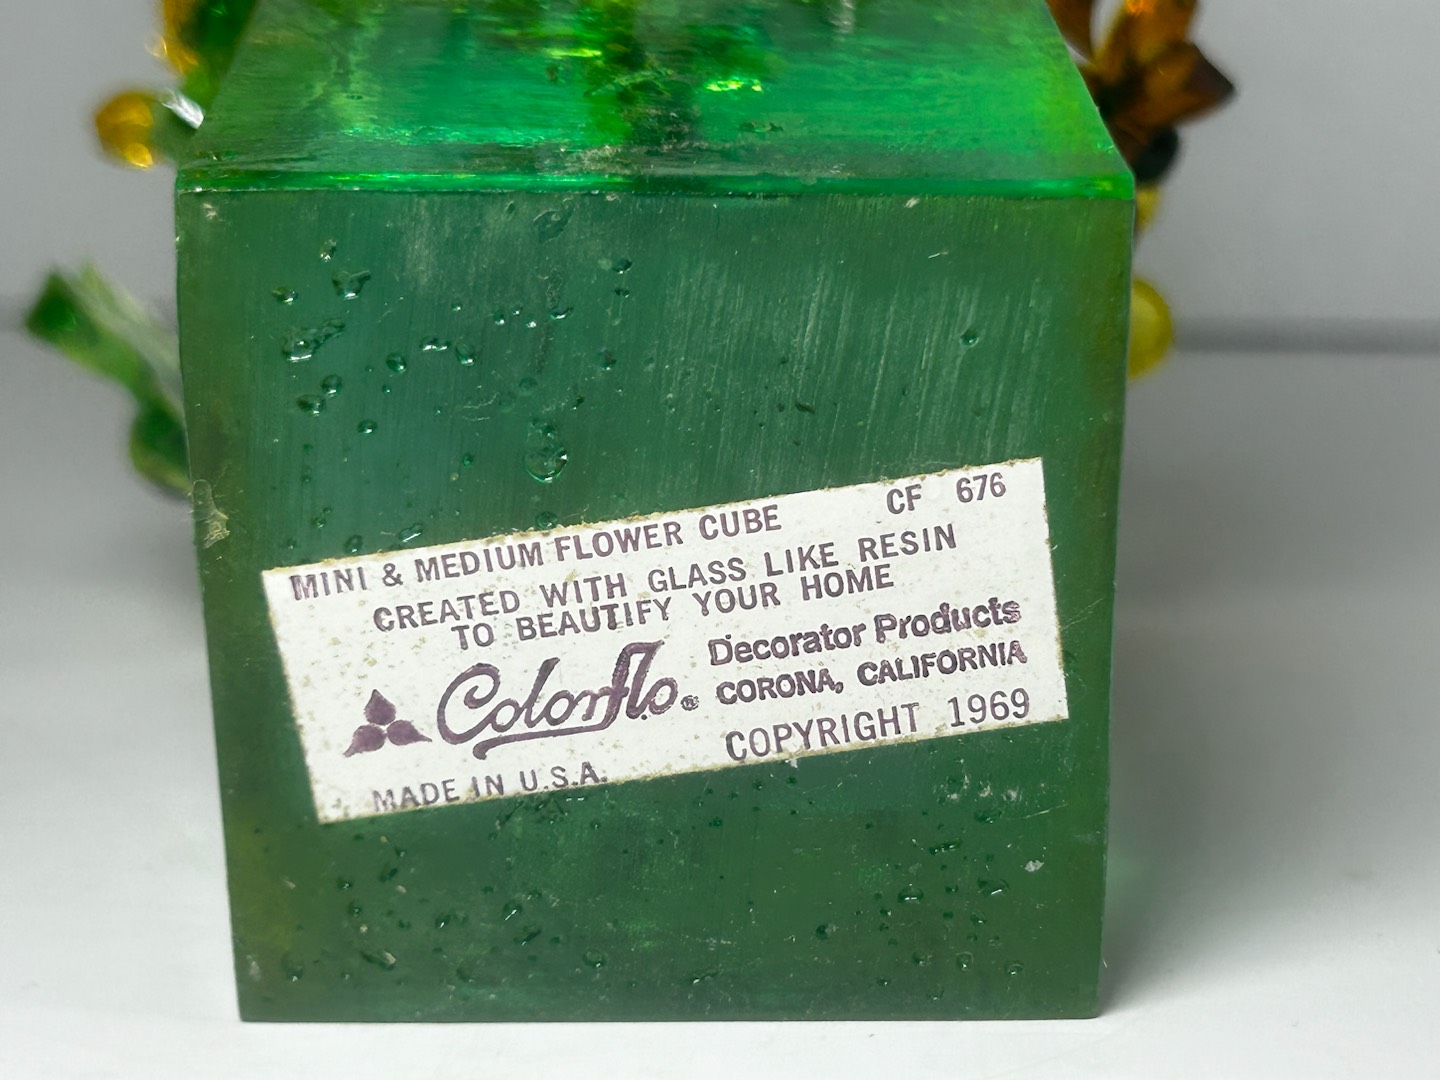 MINI & MEDIUM FLOWER CUBE CF 676
CREATED WITH GLASS LIKE RESIN
TO BEAUTIFY YOUR HOME
Colorflo® Decorator Products
CORONA, CALIFORNIA
MADE IN U.S.A. COPYRIGHT 1969